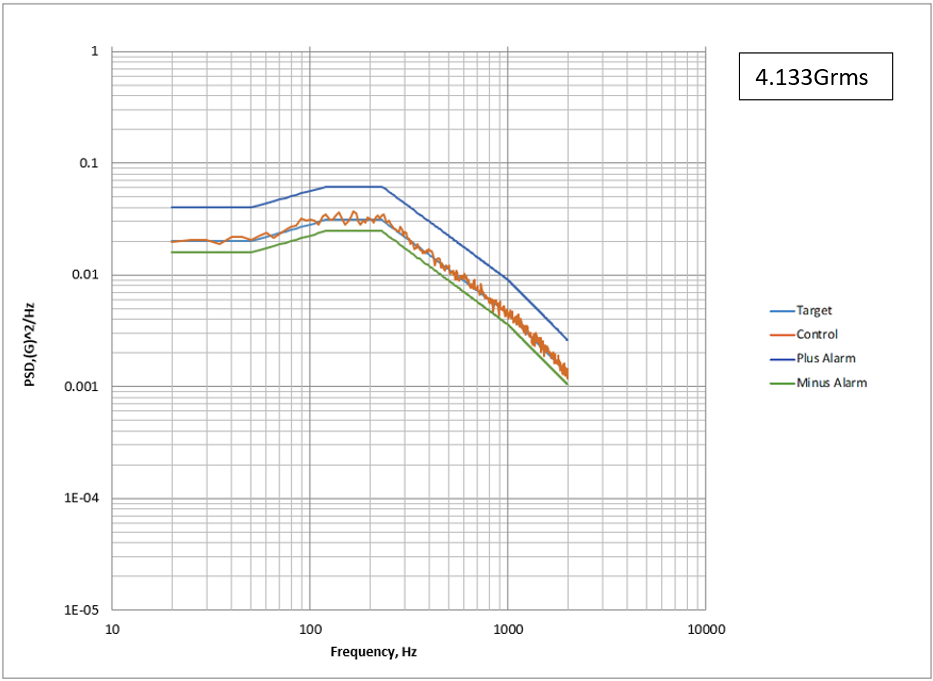 4.133Grms
1
0.1
0.01
0.001
1E-04
1E-05
PSD,(G)^2/Hz
10
100
1000
10000
Frequency, Hz
Target
Control
Plus Alarm
Minus Alarm